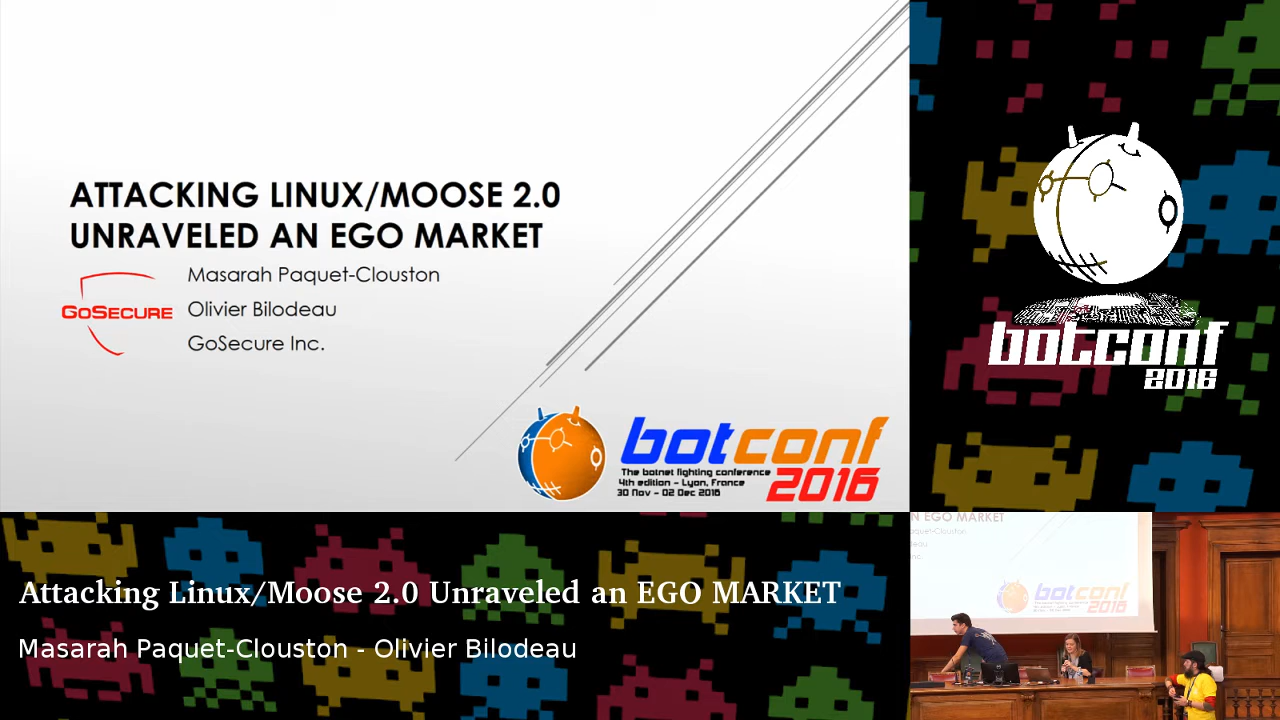 ATTACKING LINUX/MOOSE 2.0
UNRAVELED AN EGO MARKET
GoSecure
Masarah Paquet-Clouston
Olivier Bilodeau
GoSecure Inc.
botconf
The botnet fighting conference
4th edition - Lyon, France
30 Nov - 02 Dec 2016
2016
botconf
2016
Attacking Linux/Moose 2.0 Unraveled an EGO MARKET
Masarah Paquet-Clouston - Olivier Bilodeau
N EGO MARKET
aquet-Clouston
botconf
2016